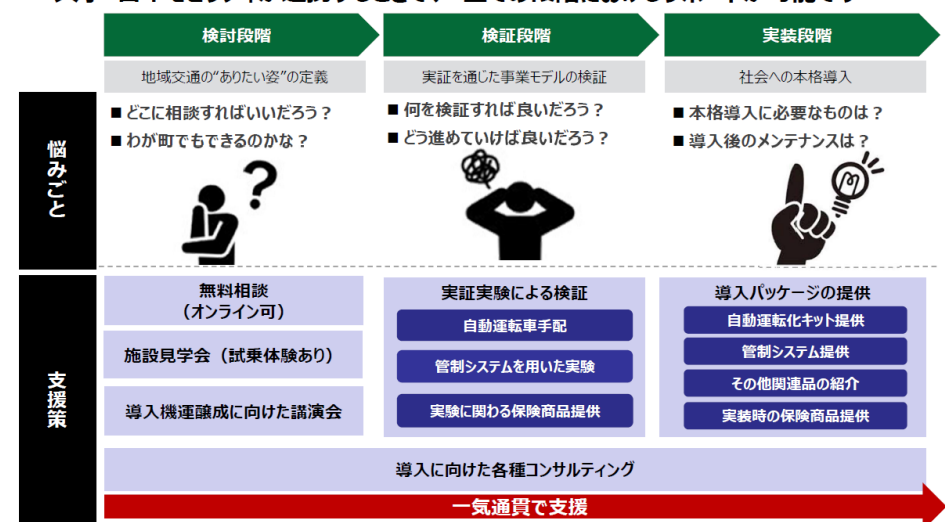 検討段階
検証段階
実装段階
地域交通の“ありたい姿”の定義
実証を通じた事業モデルの検証
社会への本格導入
悩みごと
■ どこに相談すればいいだろう？
■ わが町でもできるのかな？
■ 何を検証すれば良いだろう？
■ どう進めていけば良いだろう？
■ 本格導入に必要なものは？
■ 導入後のメンテナンスは？
支援策
無料相談
（オンライン可）
施設見学会（試乗体験あり）
導入機運譲成に向けた講演会
実証実験による検証
自動運転車手配
管制システムを用いた実験
実験に関わる保険商品提供
導入パッケージの提供
自動運転化キット提供
管制システム提供
その他関連品の紹介
実装時の保険商品提供
導入に向けた各種コンサルティング
一気通貫で支援